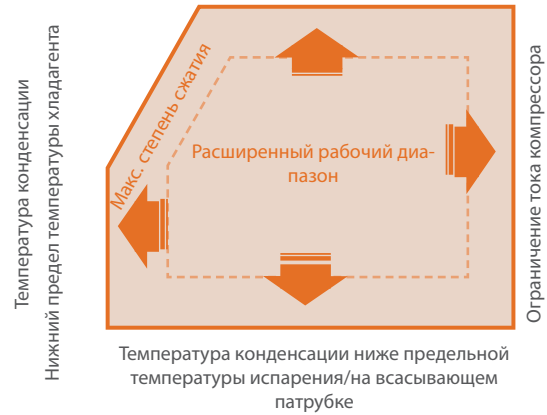 Температура конденсации
Нижний предел температуры хладагента
Макс. степень сжатия
Расширенный рабочий диа-
пазон
Ограничение тока компрессора
Температура конденсации ниже предельной
температуры испарения/на всасывающем
патрубке